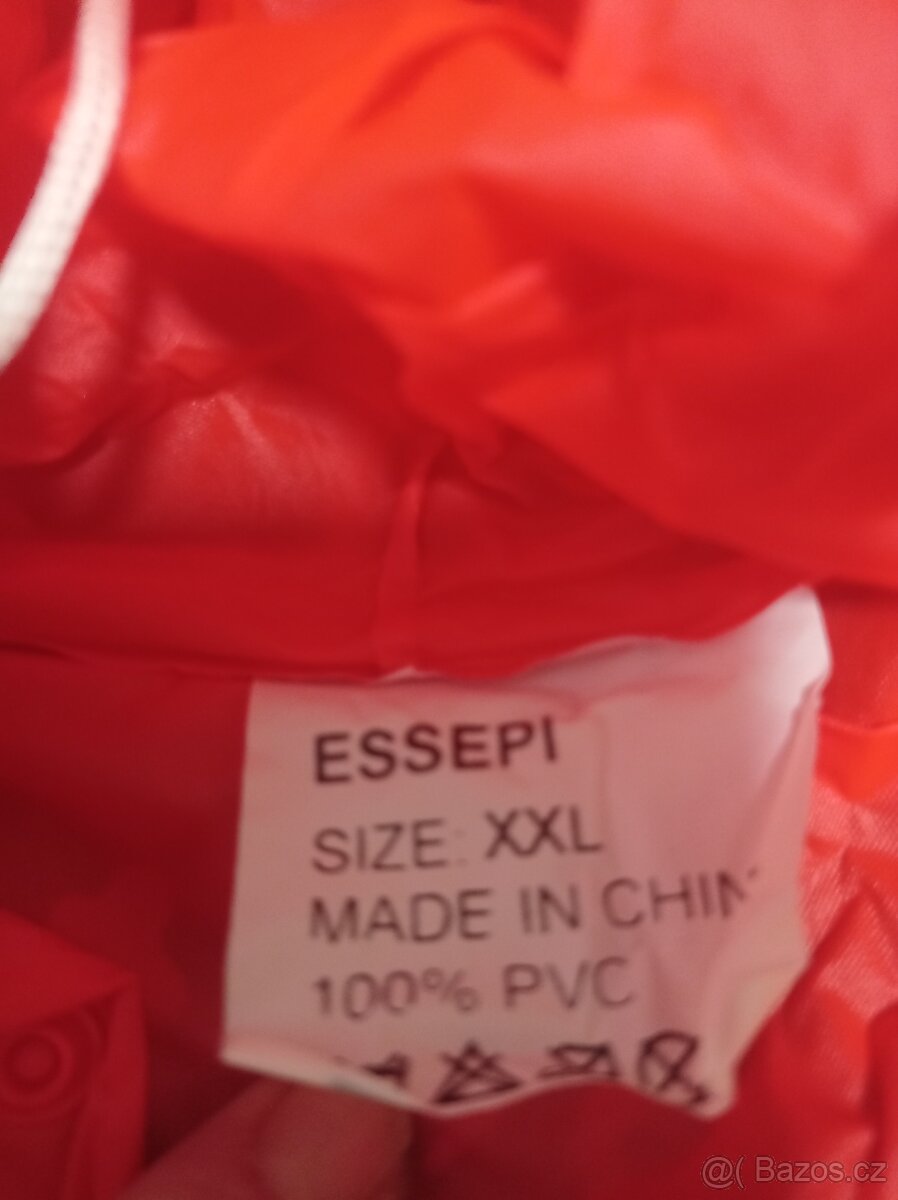 ESSEPI
SIZE: XXL
MADE IN CHIN
100% PVC
@( Bazos.cz